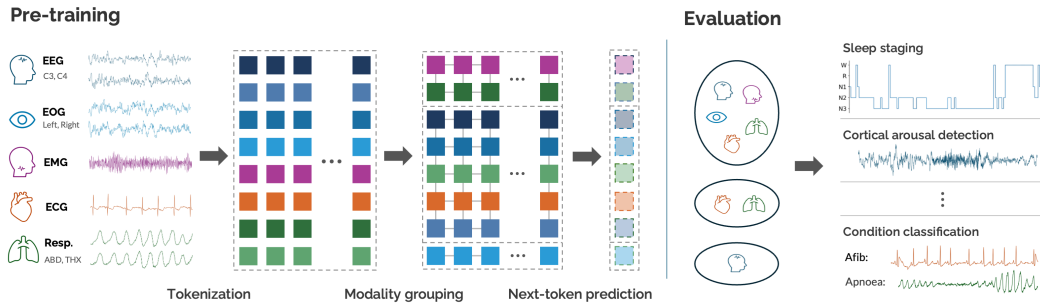 Pre-training
EEG
C3, C4
EOG
Left, Right
EMG
ECG
Resp.
ABD, THX
Tokenization
Modality grouping
Next-token prediction
Evaluation
Sleep staging
W
R
N1
N2
N3
Cortical arousal detection
Condition classification
Afib:
Apnoea: